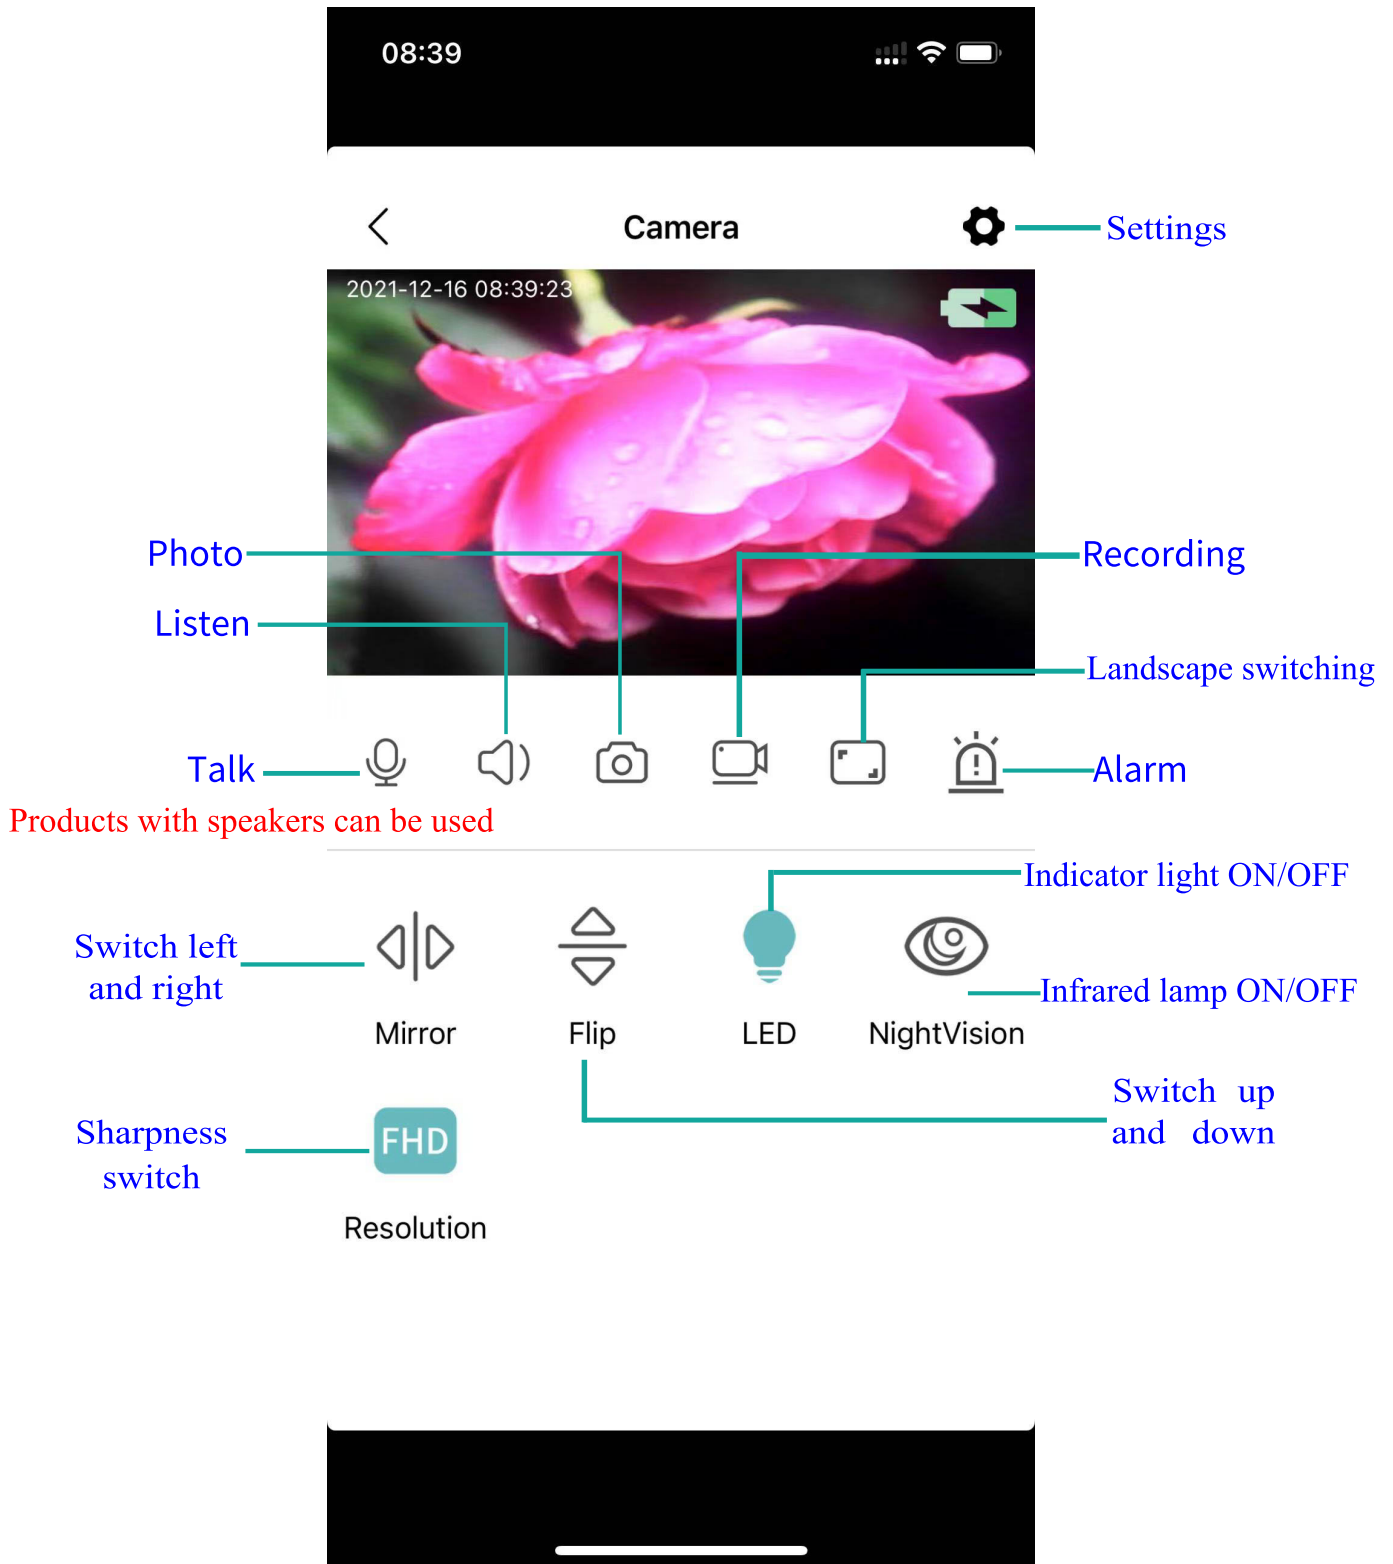 08:39
Camera
Settings
2021-12-16 08:39:23
Photo
Recording
Listen
Landscape switching
Talk
Alarm
Products with speakers can be used
Indicator light ON/OFF
Switch left
and right
Infrared lamp ON/OFF
Mirror
Flip
LED
NightVision
Switch up
and down
Sharpness
switch
FHD
Resolution